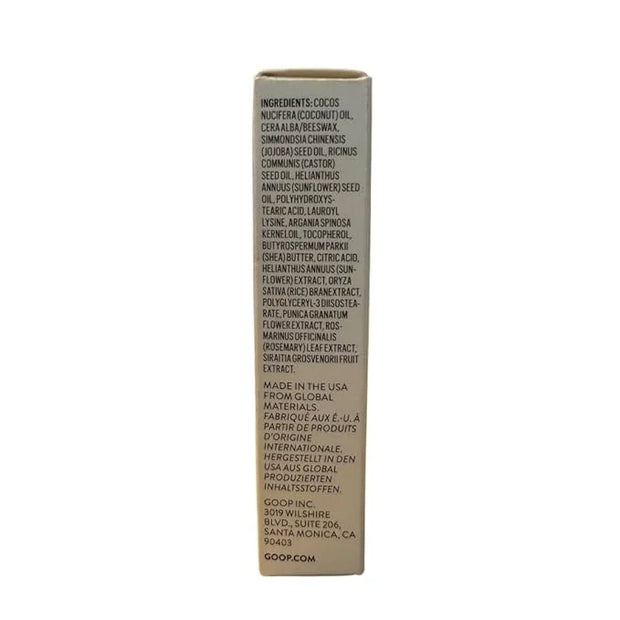 INGREDIENTS: COCOS
NUCIFERA (COCONUT) OIL,
CERA ALBA/BEESWAX,
SIMMONDSIA CHINENSIS
(JOJOBA) SEED OIL, RICINUS
COMMUNIS (CASTOR)
SEED OIL, HELIANTHUS
ANNUUS (SUNFLOWER) SEED
OIL, POLYHYDROXYS-
TEARIC ACID, LAUROYL
LYSINE, ARGANIA SPINOSA
KERNELOIL, TOCOPHEROL,
BUTYROSPERMUM PARKII
(SHEA) BUTTER, CITRIC ACID,
HELIANTHUS ANNUUS (SUN-
FLOWER) EXTRACT, ORYZA
SATIVA (RICE) BRANEXTRACT,
POLYGLYCERYL-3 DIISOSTEA-
RATE, PUNICA GRANATUM
FLOWER EXTRACT, ROS-
MARINUS OFFICINALIS
(ROSEMARY) LEAF EXTRACT,
SIRAITIA GROSVENORII FRUIT
EXTRACT.
MADE IN THE USA
FROM GLOBAL
MATERIALS.
FABRIQUÉ AUX É.-U. À
PARTIR DE PRODUITS
D'ORIGINE
INTERNATIONALE.
HERGESTELLT IN DEN
USA AUS GLOBAL
PRODUZIERTEN
INHALTSSTOFFEN.
GOOP INC.
3019 WILSHIRE
BLVD., SUITE 206,
SANTA MONICA, CA
90403
GOOP.COM